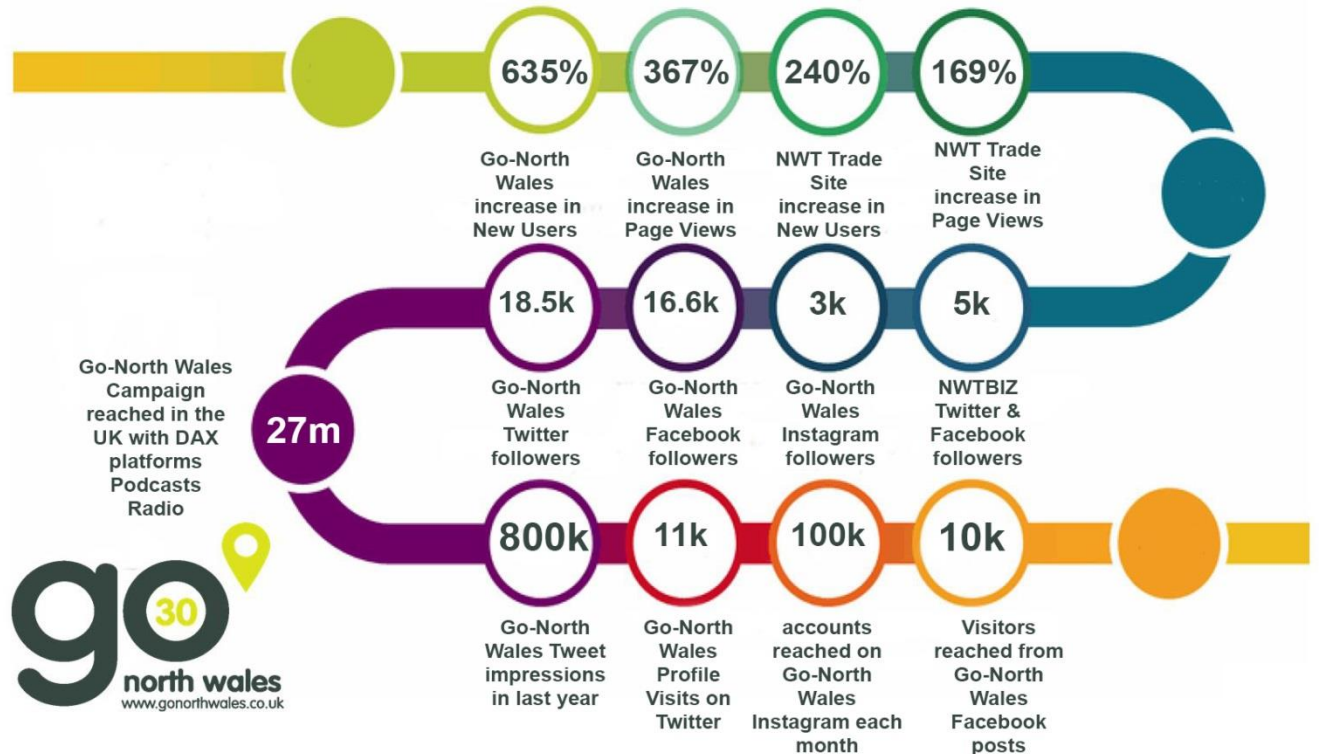 635%
367%
240%
169%
Go-North
Wales
increase in
New Users
Go-North
Wales
increase in
Page Views
NWT Trade
Site
increase in
New Users
NWT Trade
Site
increase in
Page Views
18.5k
16.6k
3k
5k
Go-North
Wales
Twitter
followers
Go-North
Wales
Facebook
followers
Go-North
Wales
Instagram
followers
NWTBIZ
Twitter &
Facebook
followers
Go-North Wales
Campaign
reached in the
UK with DAX
platforms
Podcasts
Radio
27m
800k
11k
100k
10k
Go-North
Wales Tweet
impressions
in last year
Go-North
Wales
Profile
Visits on
Twitter
accounts
reached on
Go-North
Wales
Instagram each
month
Visitors
reached from
Go-North
Wales
Facebook
posts
go
30
north wales
www.gonorthwales.co.uk